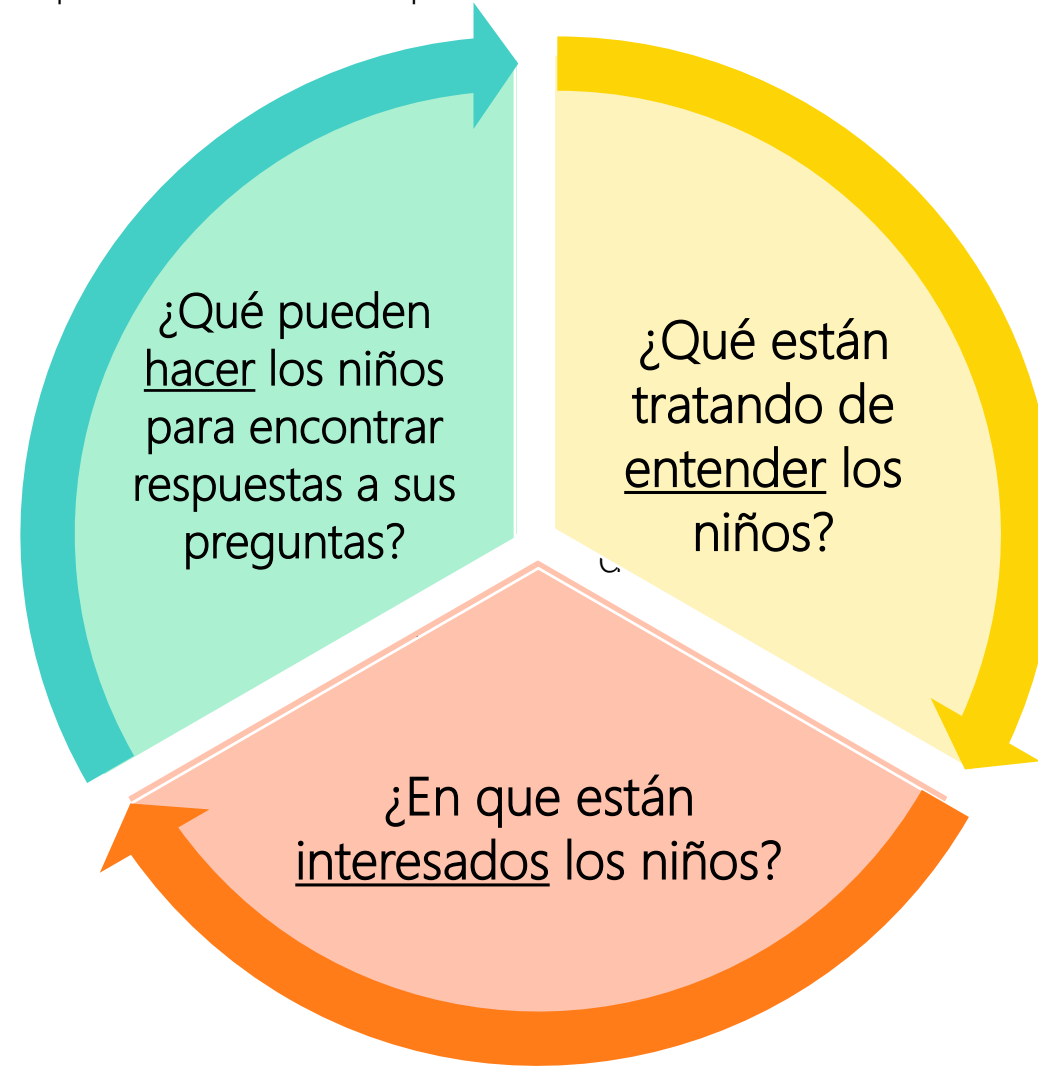 ¿Qué pueden
hacer los niños
para encontrar
respuestas a sus
preguntas?
¿Qué están
tratando de
entender los
niños?
¿En que están
interesados los niños?